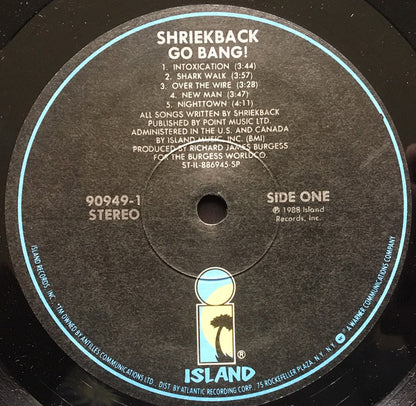 SHRIEKBACK
GO BANG!
1. INTOXICATION (3:44)
2. SHARK WALK (3:57)
3. OVER THE WIRE (3:28)
4. NEW MAN (3:47)
5. NIGHTTOWN (4:11)
ALL SONGS WRITTEN BY SHRIEKBACK
PUBLISHED BY POINT MUSIC LTD.
ADMINISTERED IN THE U.S. AND CANADA
BY ISLAND MUSIC, INC. (BMI)
PRODUCED BY RICHARD JAMES BURGESS
FOR THE BURGESS WORLDCO.
ST-IL-886945-SP
90949-1
STEREO
SIDE ONE
℗ 1988 Island
Records, Inc.
i
®
ISLAND
ISLAND RECORDS, INC. ™ OWNED BY ANTILLES COMMUNICATIONS LTD. DIST. BY ATLANTIC RECORDING CORP., 75 ROCKEFELLER PLAZA, N.Y., N.Y. A WARNER COMMUNICATIONS COMPANY